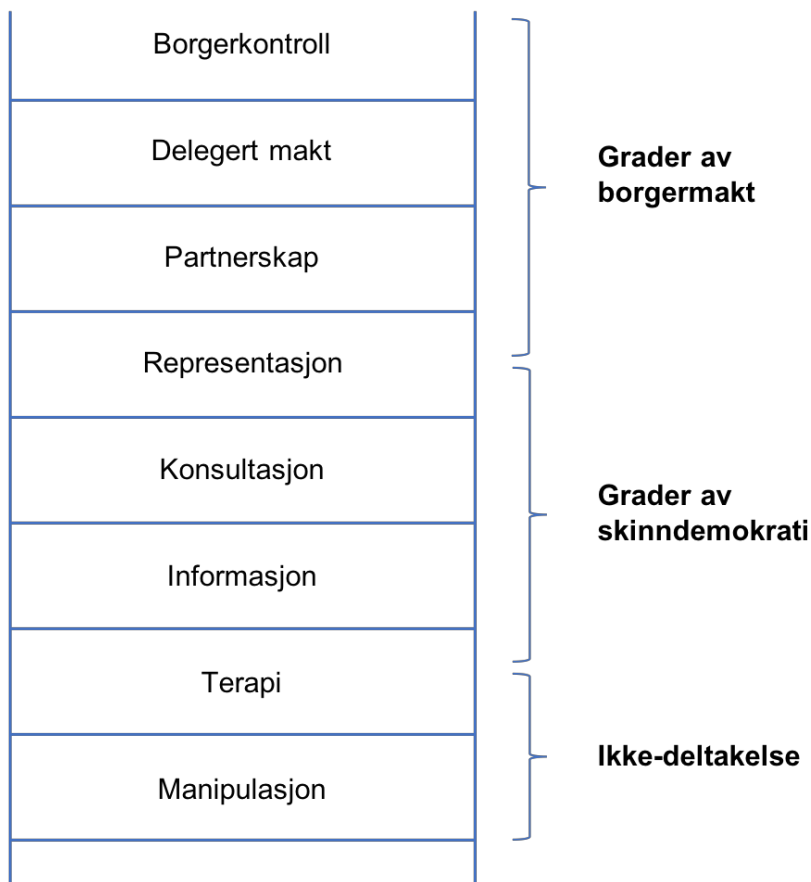 Borgerkontroll
Delegert makt
Partnerskap
Representasjon
Konsultasjon
Informasjon
Terapi
Manipulasjon
Grader av
borgermakt
Grader av
skinndemokrati
Ikke-deltakelse